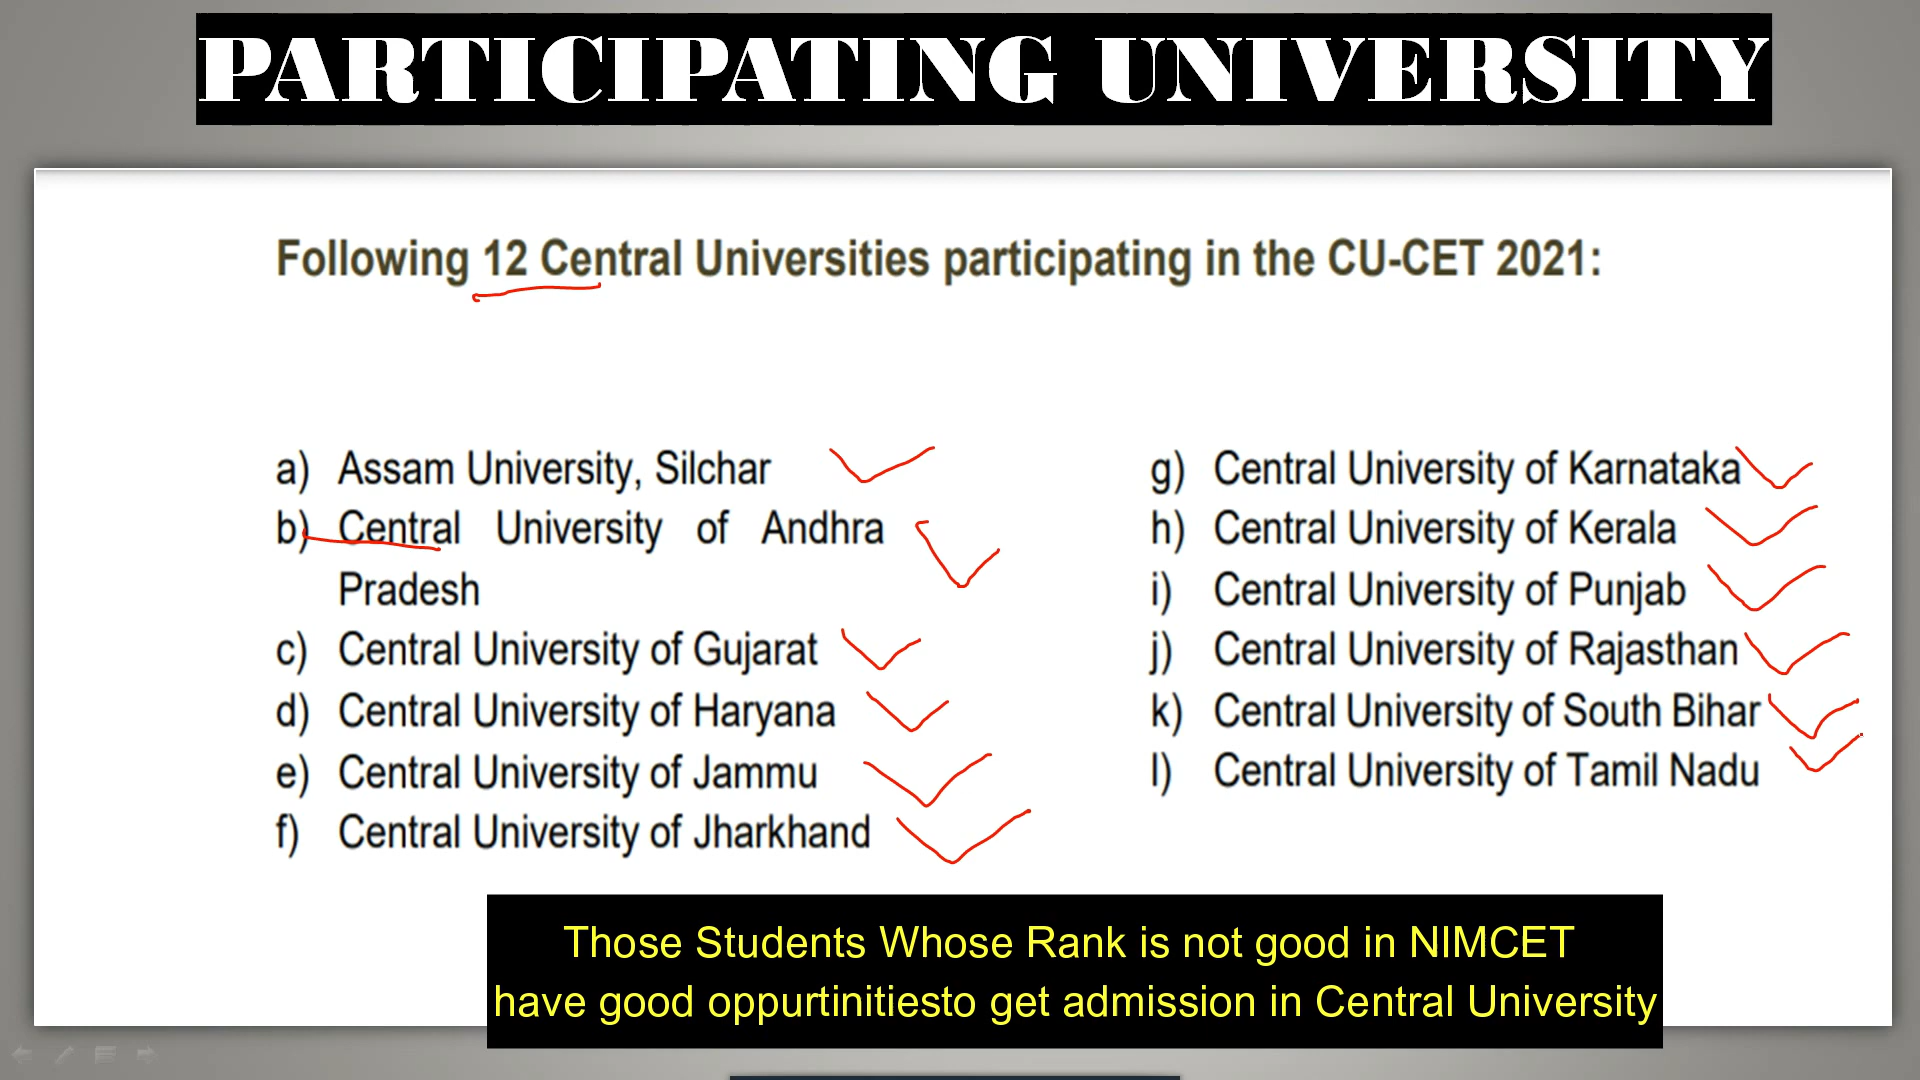 PARTICIPATING UNIVERSITY
Following 12 Central Universities participating in the CU-CET 2021:
a) Assam University, Silchar
b) Central University of Andhra
Pradesh
c) Central University of Gujarat
d) Central University of Haryana
e) Central University of Jammu
f) Central University of Jharkhand
g) Central University of Karnataka
h) Central University of Kerala
i) Central University of Punjab
j) Central University of Rajasthan
k) Central University of South Bihar
l) Central University of Tamil Nadu
Those Students Whose Rank is not good in NIMCET
have good oppurtinitiesto get admission in Central University